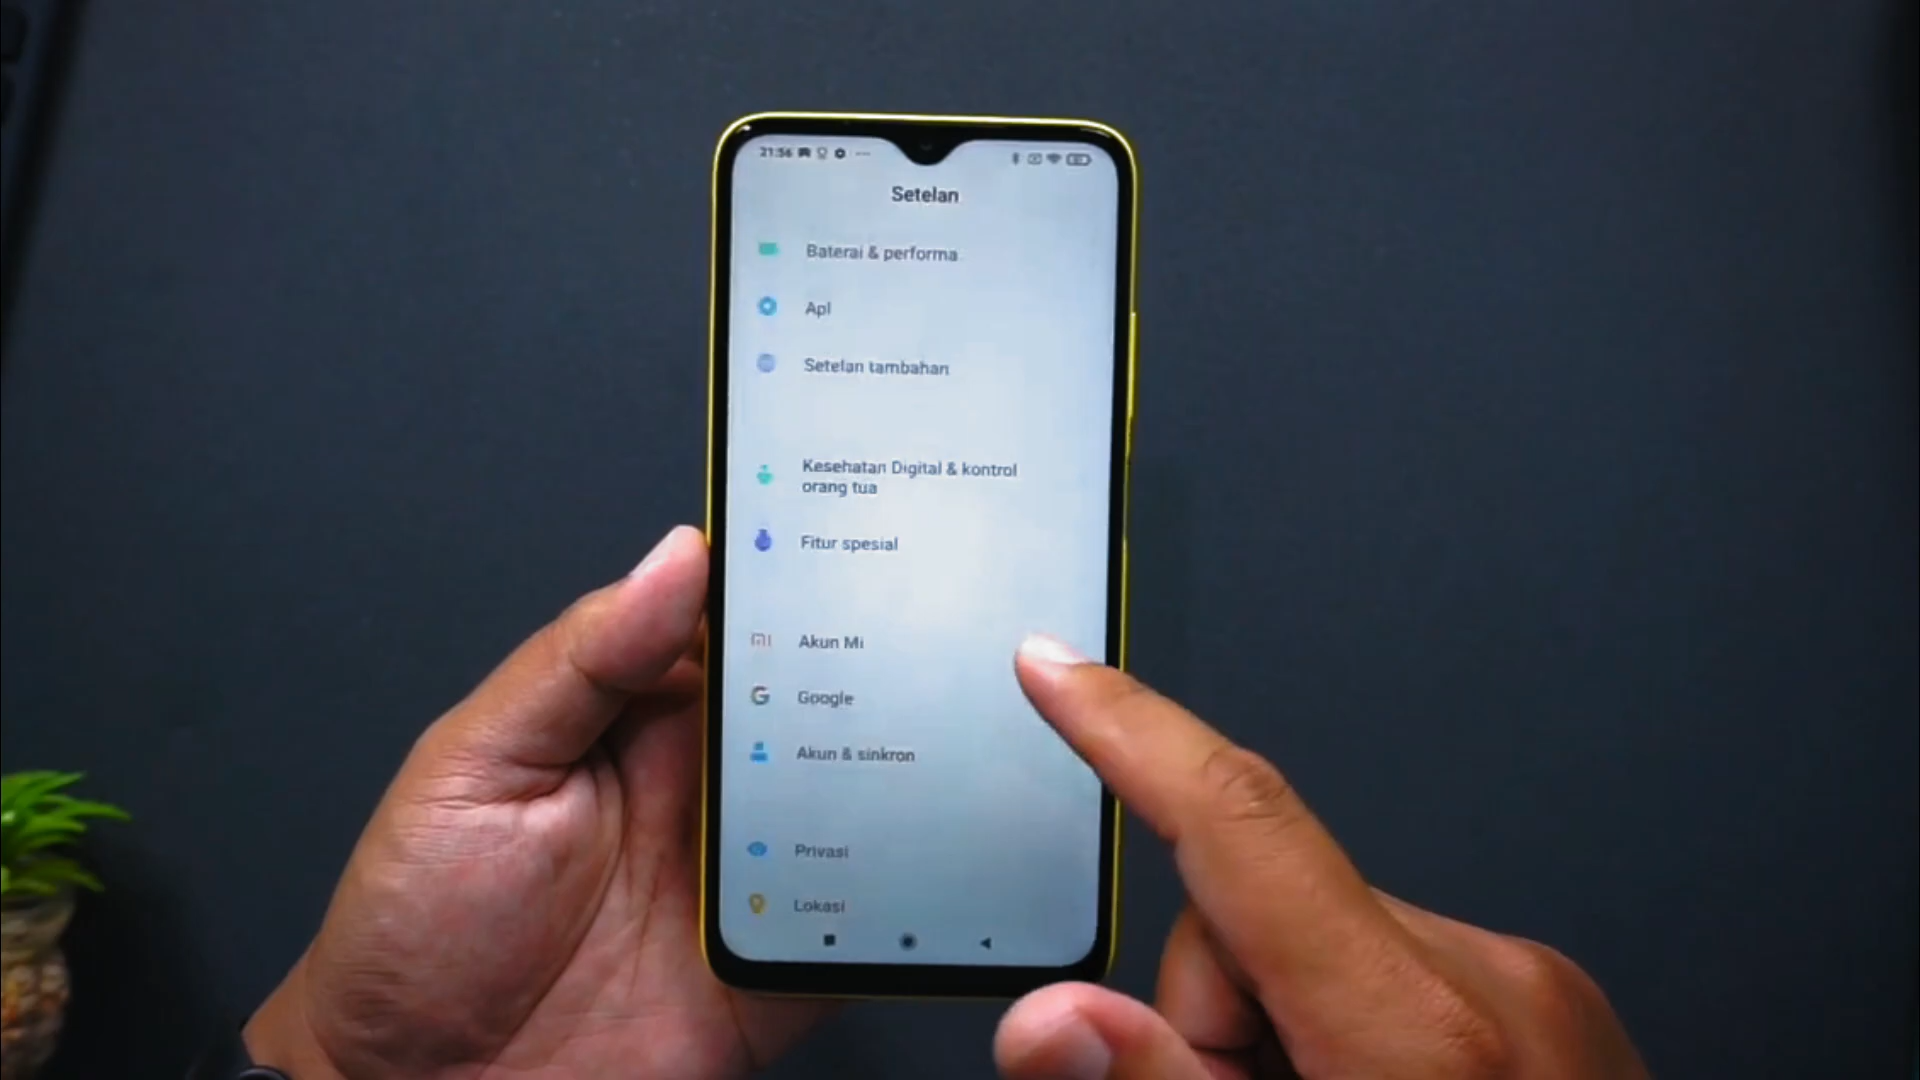 21:56
Setelan
Baterai & performa
Apl
Setelan tambahan
Kesehatan Digital & kontrol
orang tua
Fitur spesial
Akun Mi
Google
Akun & sinkron
Privasi
Lokasi